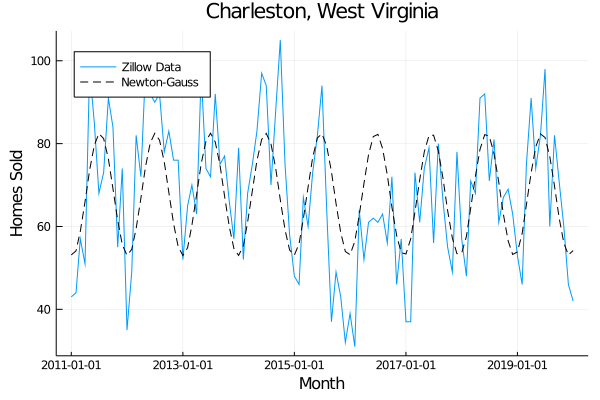 Charleston, West Virginia
Zillow Data
Newton-Gauss
Homes Sold
100
80
60
40
2011-01-01 2013-01-01 2015-01-01 2017-01-01 2019-01-01
Month